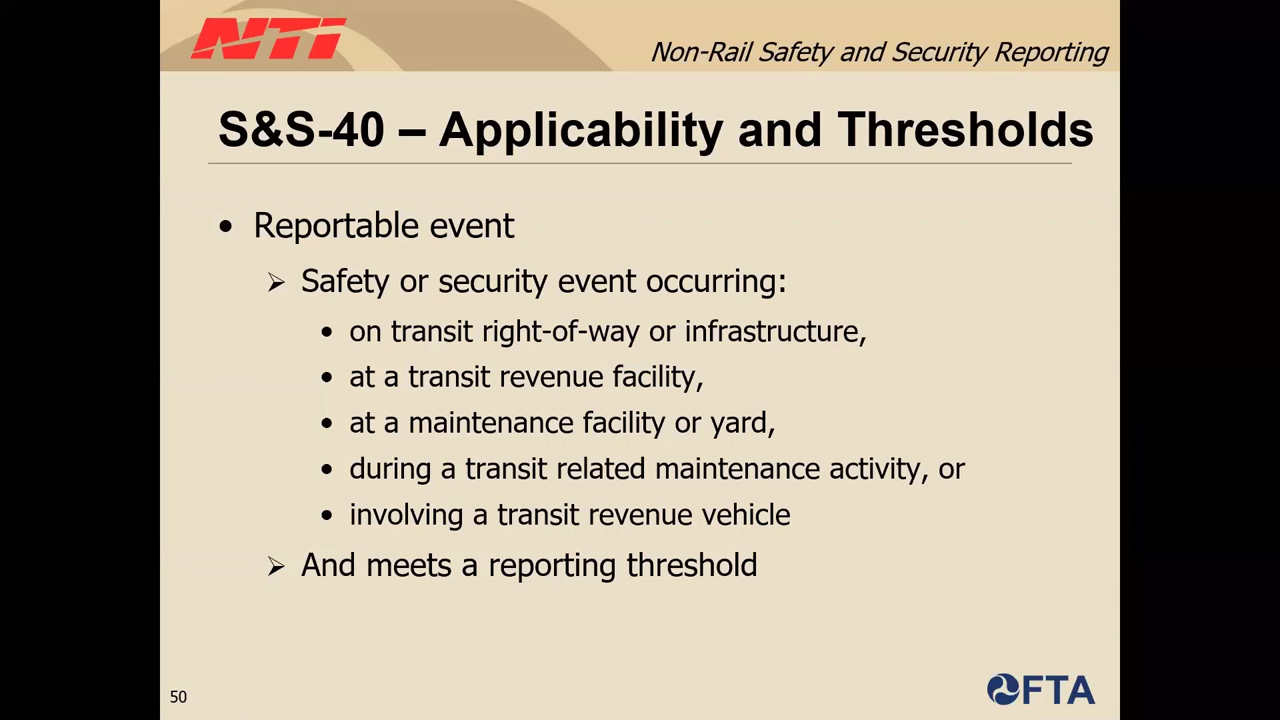 NTI
Non-Rail Safety and Security Reporting
S&S-40 – Applicability and Thresholds
• Reportable event
➢ Safety or security event occurring:
• on transit right-of-way or infrastructure,
• at a transit revenue facility,
• at a maintenance facility or yard,
• during a transit related maintenance activity, or
• involving a transit revenue vehicle
➢ And meets a reporting threshold
50
FTA